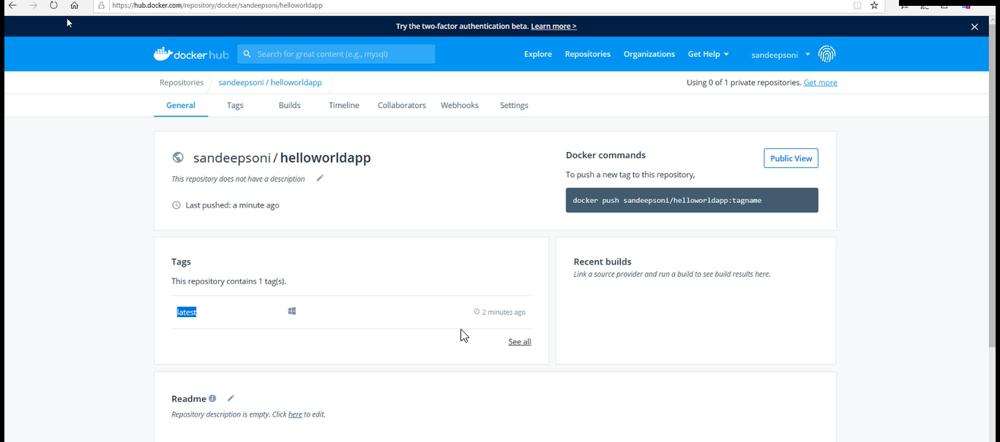 https://hub.docker.com/repository/docker/sandeepsoni/helloworldapp
Try the two-factor authentication beta. Learn more >
docker hub
Search for great content (e.g., mysql)
Explore
Repositories
Organizations
Get Help
sandeepsoni
Repositories
sandeepsoni / helloworldapp
Using 0 of 1 private repositories. Get more
General
Tags
Builds
Timeline
Collaborators
Webhooks
Settings
sandeepsoni / helloworldapp
This repository does not have a description
Last pushed: a minute ago
Docker commands
Public View
To push a new tag to this repository,
docker push sandeepsoni/helloworldapp:tagname
Tags
This repository contains 1 tag(s).
latest
2 minutes ago
See all
Recent builds
Link a source provider and run a build to see build results here.
Readme
Repository description is empty. Click here to edit.